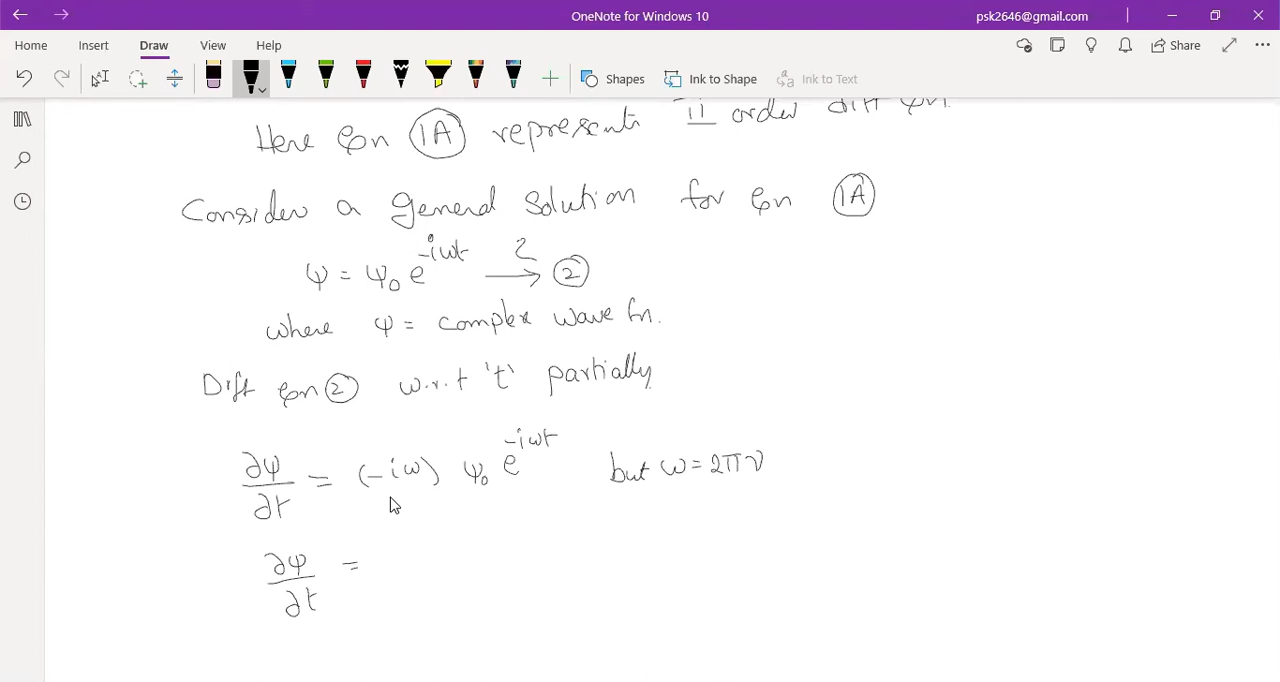 OneNote for Windows 10
psk2646@gmail.com
Home Insert Draw View Help
Share
Shapes Ink to Shape Ink to Text
Here Eqn 1A represents II order diff Eqn.
Consider a general solution for Eqn 1A
ψ = ψ₀ e^{-iωt} → ②
where ψ = complex wave fn.
Diff Eqn ② w.r.t 't' partially
∂ψ/∂t = (-iω) ψ₀ e^{-iωt} but ω = 2πν
∂ψ/∂t =